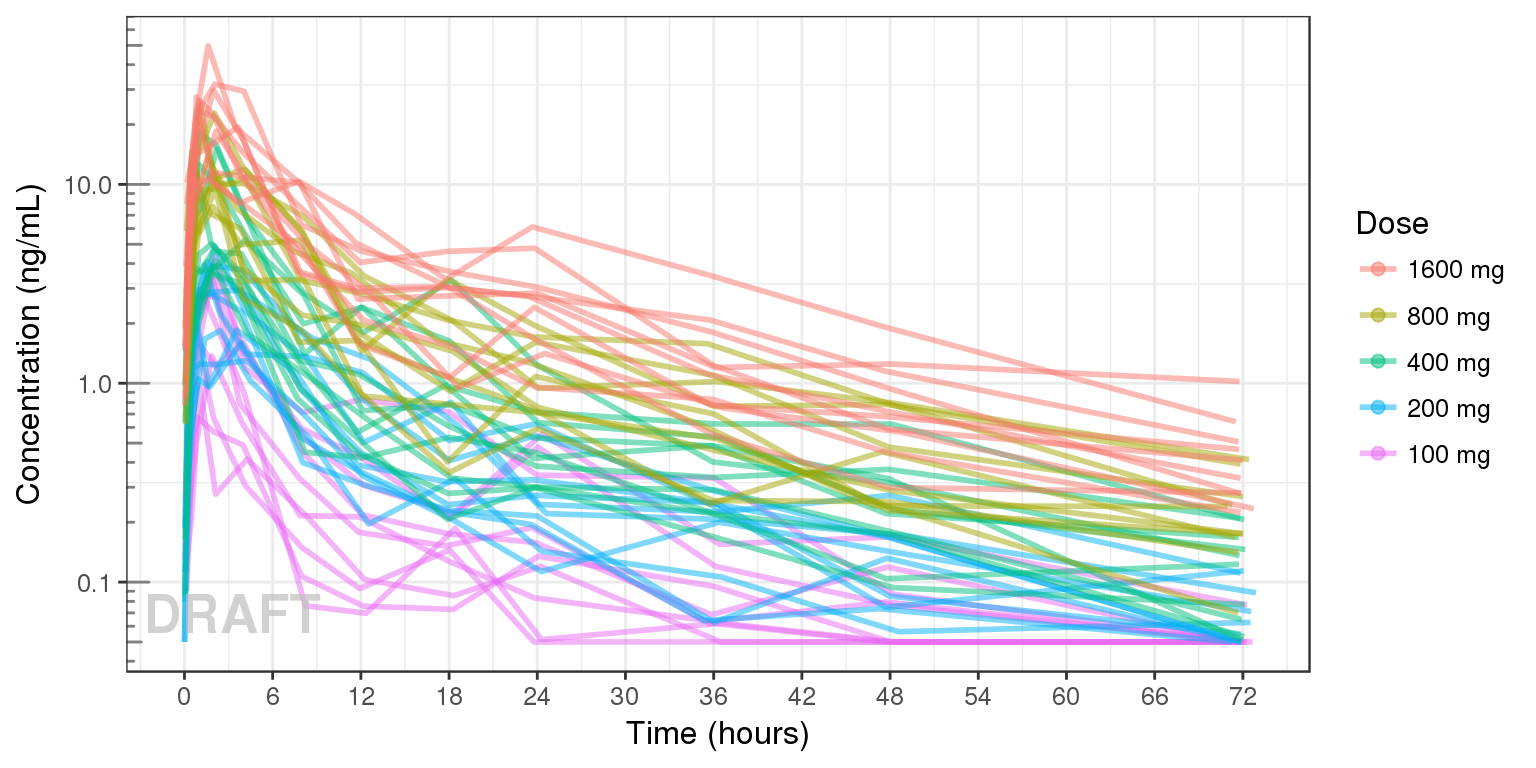 Concentration (ng/mL)
10.0
1.0
0.1
DRAFT
0 6 12 18 24 30 36 42 48 54 60 66 72
Time (hours)
Dose
1600 mg
800 mg
400 mg
200 mg
100 mg